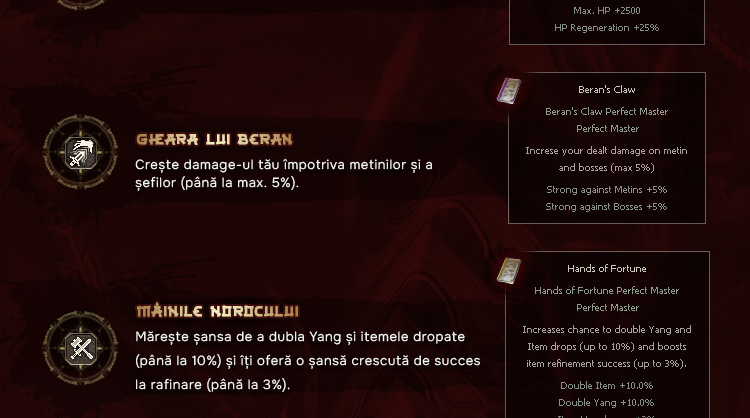 Max. HP +2500
HP Regeneration +25%
GHEARA LUI BERAN
Crește damage-ul tău împotriva metinilor și a
șefilor (până la max. 5%).
Beran's Claw
Beran's Claw Perfect Master
Perfect Master
Increse your dealt damage on metin
and bosses (max 5%)
Strong against Metins +5%
Strong against Bosses +5%
MÂINILE NOROCULUI
Mărește șansa de a dubla Yang și itemele dropate
(până la 10%) și îți oferă o șansă crescută de succes
la rafinare (până la 3%).
Hands of Fortune
Hands of Fortune Perfect Master
Perfect Master
Increases chance to double Yang and
Item drops (up to 10%) and boosts
item refinement success (up to 3%).
Double Item +10.0%
Double Yang +10.0%